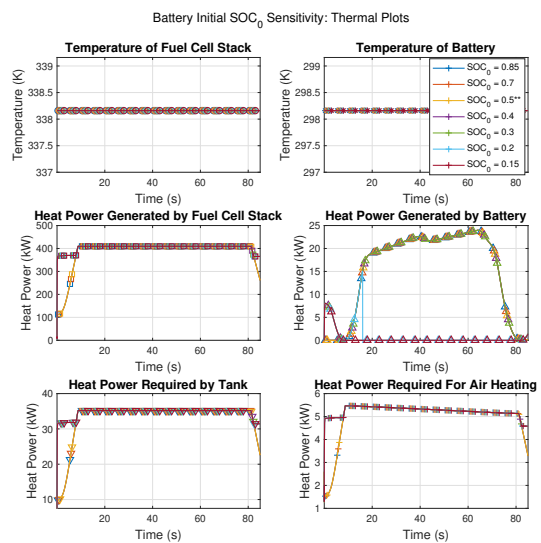 Battery Initial SOC0 Sensitivity: Thermal Plots
Temperature of Fuel Cell Stack
Temperature (K)
339
338.5
338
337.5
337
20 40 60 80
Time (s)
Temperature of Battery
Temperature (K)
299
298.5
298
297.5
297
20 40 60 80
Time (s)
SOC0 = 0.85
SOC0 = 0.7
SOC0 = 0.5**
SOC0 = 0.4
SOC0 = 0.3
SOC0 = 0.2
SOC0 = 0.15
Heat Power Generated by Fuel Cell Stack
Heat Power (kW)
500
400
300
200
100
0
20 40 60 80
Time (s)
Heat Power Generated by Battery
Heat Power (kW)
25
20
15
10
5
0
20 40 60 80
Time (s)
Heat Power Required by Tank
Heat Power (kW)
40
30
20
10
20 40 60 80
Time (s)
Heat Power Required For Air Heating
Heat Power (kW)
6
5
4
3
2
1
20 40 60 80
Time (s)